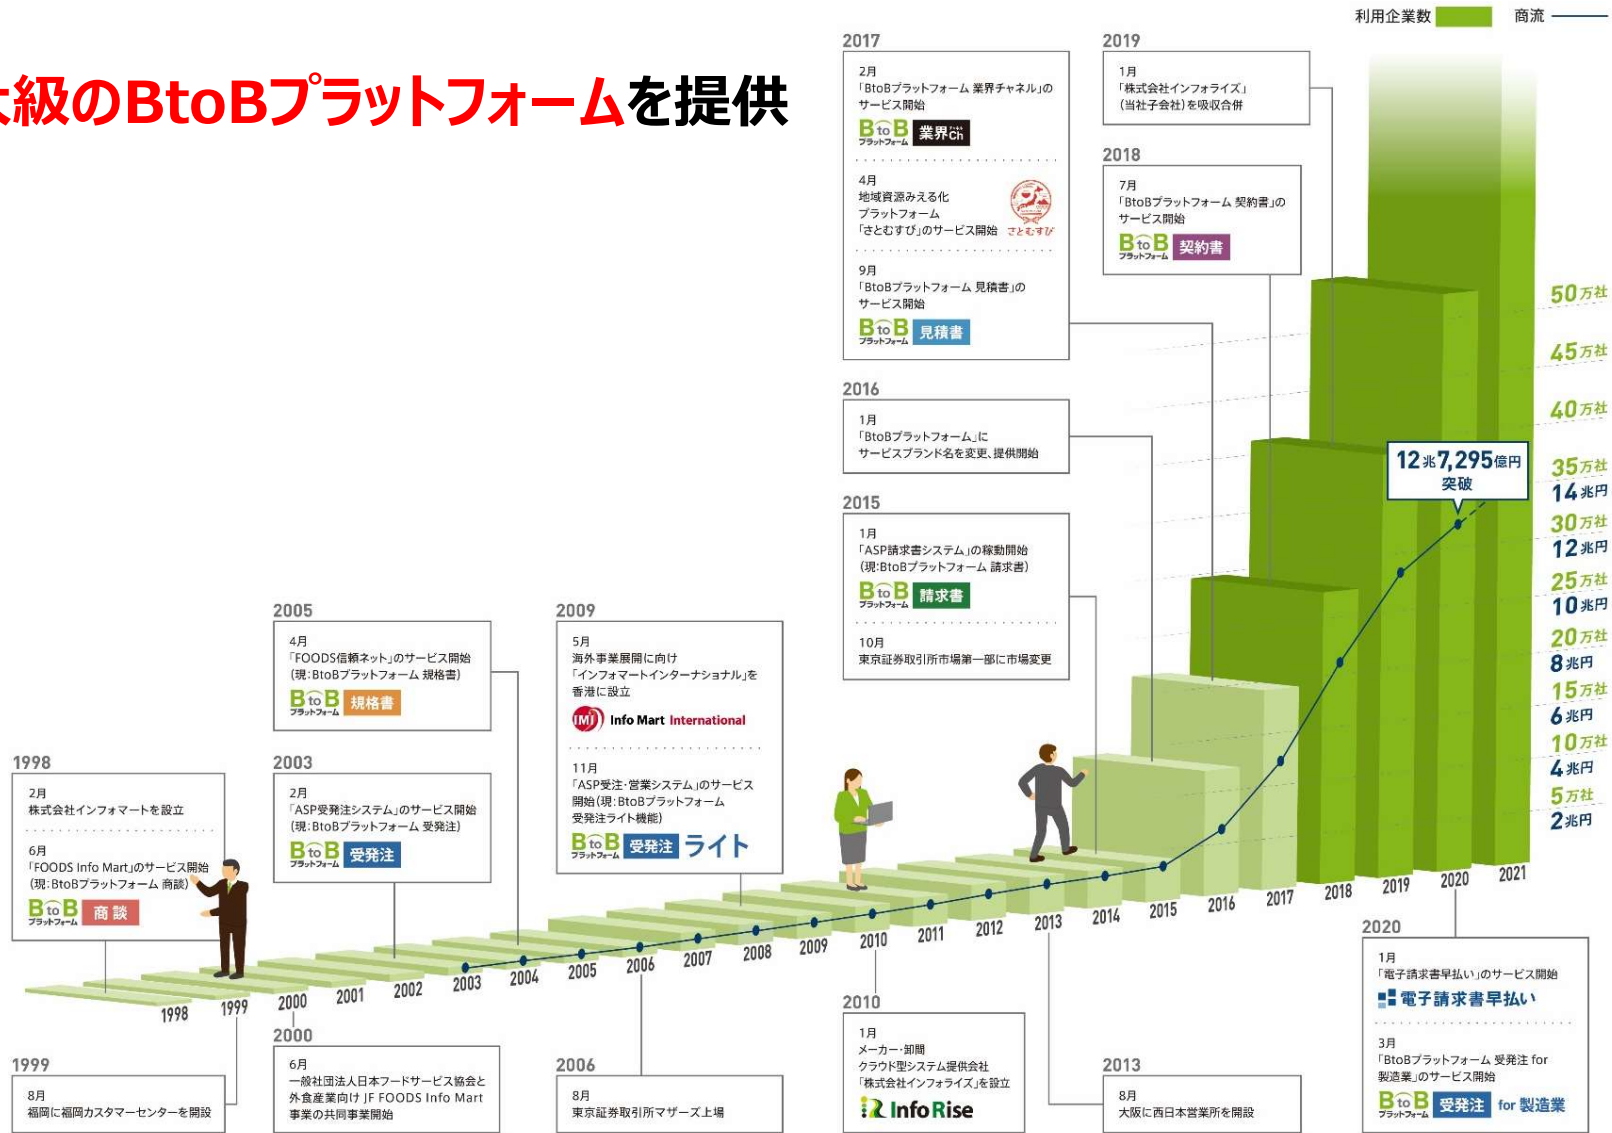 大級のBtoBプラットフォームを提供
利用企業数
商流
1998
2月
株式会社インフォマートを設立
6月
「FOODS Info Mart」のサービス開始
(現:BtoBプラットフォーム 商談)
BtoB
プラットフォーム
商談
1999
8月
福岡に福岡カスタマーセンターを開設
2000
6月
一般社団法人日本フードサービス協会と
外食産業向け JF FOODS Info Mart
事業の共同事業開始
2003
2月
「ASP受発注システム」のサービス開始
(現:BtoBプラットフォーム 受発注)
BtoB
プラットフォーム
受発注
2005
4月
「FOODS信頼ネット」のサービス開始
(現:BtoBプラットフォーム 規格書)
BtoB
プラットフォーム
規格書
2006
8月
東京証券取引所マザーズ上場
2009
5月
海外事業展開に向け
「インフォマートインターナショナル」を
香港に設立
IMI Info Mart International
11月
「ASP受注・営業システム」のサービス
開始(現:BtoBプラットフォーム
受発注ライト機能)
BtoB
プラットフォーム
受発注 ライト
2010
1月
メーカー・卸間
クラウド型システム提供会社
「株式会社インフォライズ」を設立
InfoRise
2013
8月
大阪に西日本営業所を開設
2015
1月
「ASP請求書システム」の稼動開始
(現:BtoBプラットフォーム 請求書)
BtoB
プラットフォーム
請求書
10月
東京証券取引所市場第一部に市場変更
2016
1月
「BtoBプラットフォーム」に
サービスブランド名を変更、提供開始
2017
2月
「BtoBプラットフォーム 業界チャネル」の
サービス開始
BtoB
プラットフォーム
業界Ch
4月
地域資源みえる化
プラットフォーム
「さとむすび」のサービス開始
さとむすび
9月
「BtoBプラットフォーム 見積書」の
サービス開始
BtoB
プラットフォーム
見積書
2018
7月
「BtoBプラットフォーム 契約書」の
サービス開始
BtoB
プラットフォーム
契約書
2019
1月
「株式会社インフォライズ」
(当社子会社)を吸収合併
2020
1月
「電子請求書早払い」のサービス開始
電子請求書早払い
3月
「BtoBプラットフォーム 受発注 for
製造業」のサービス開始
BtoB
プラットフォーム
受発注 for 製造業
12兆7,295億円
突破
50万社
45万社
40万社
35万社
14兆円
30万社
12兆円
25万社
10兆円
20万社
8兆円
15万社
6兆円
10万社
4兆円
5万社
2兆円
1998
1999
2000
2001
2002
2003
2004
2005
2006
2007
2008
2009
2010
2011
2012
2013
2014
2015
2016
2017
2018
2019
2020
2021